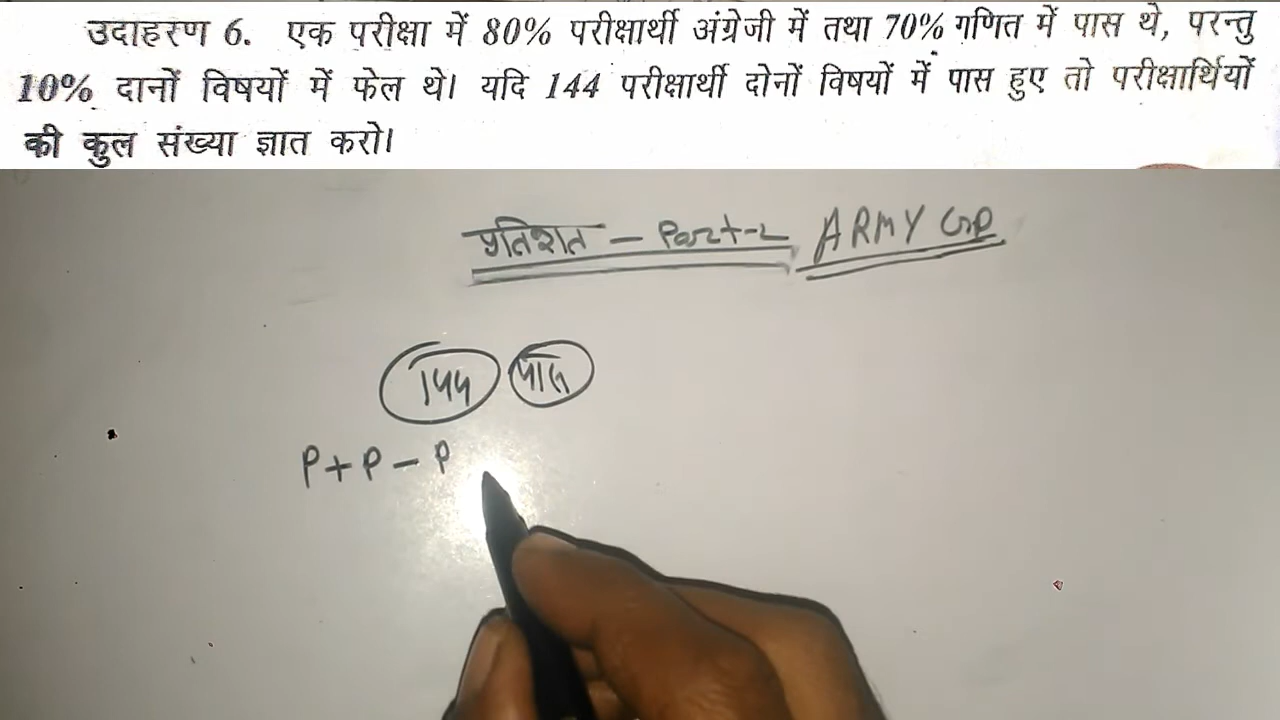 उदाहरण 6. एक परीक्षा में 80% परीक्षार्थी अंग्रेजी में तथा 70% गणित में पास थे, परन्तु
10% दानों विषयों में फेल थे। यदि 144 परीक्षार्थी दोनों विषयों में पास हुए तो परीक्षार्थियों
की कुल संख्या ज्ञात करो।
प्रतिशत - Part-2 ARMY GD
144 पास
P+P-P